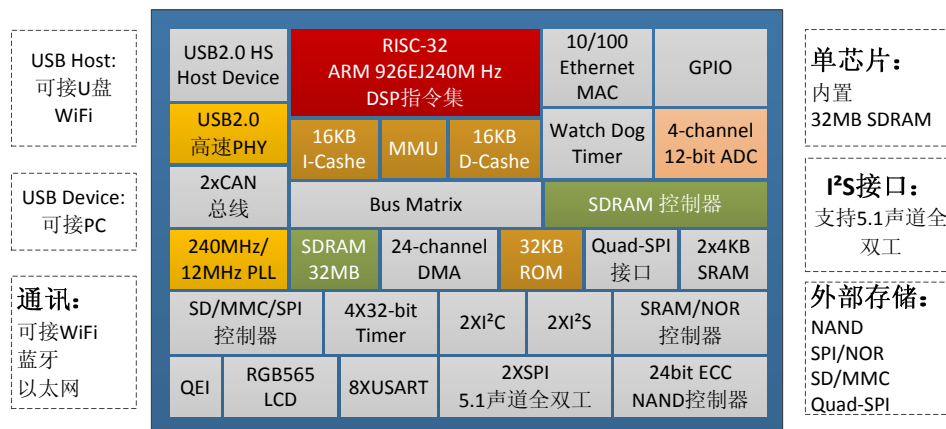 USB Host:
可接U盘
WiFi
USB Device:
可接PC
通讯：
可接WiFi
蓝牙
以太网
USB2.0 HS
Host Device
RISC-32
ARM 926EJ240M Hz
DSP指令集
10/100
Ethernet
MAC
GPIO
USB2.0
高速PHY
16KB
I-Cashe
MMU
16KB
D-Cashe
Watch Dog
Timer
4-channel
12-bit ADC
2xCAN
总线
Bus Matrix
SDRAM 控制器
240MHz/
12MHz PLL
SDRAM
32MB
24-channel
DMA
32KB
ROM
Quad-SPI
接口
2x4KB
SRAM
SD/MMC/SPI
控制器
4X32-bit
Timer
2XI²C
2XI²S
SRAM/NOR
控制器
QEI
RGB565
LCD
8XUSART
2XSPI
5.1声道全双工
24bit ECC
NAND控制器
单芯片：
内置
32MB SDRAM
I²S接口：
支持5.1声道全
双工
外部存储：
NAND
SPI/NOR
SD/MMC
Quad-SPI